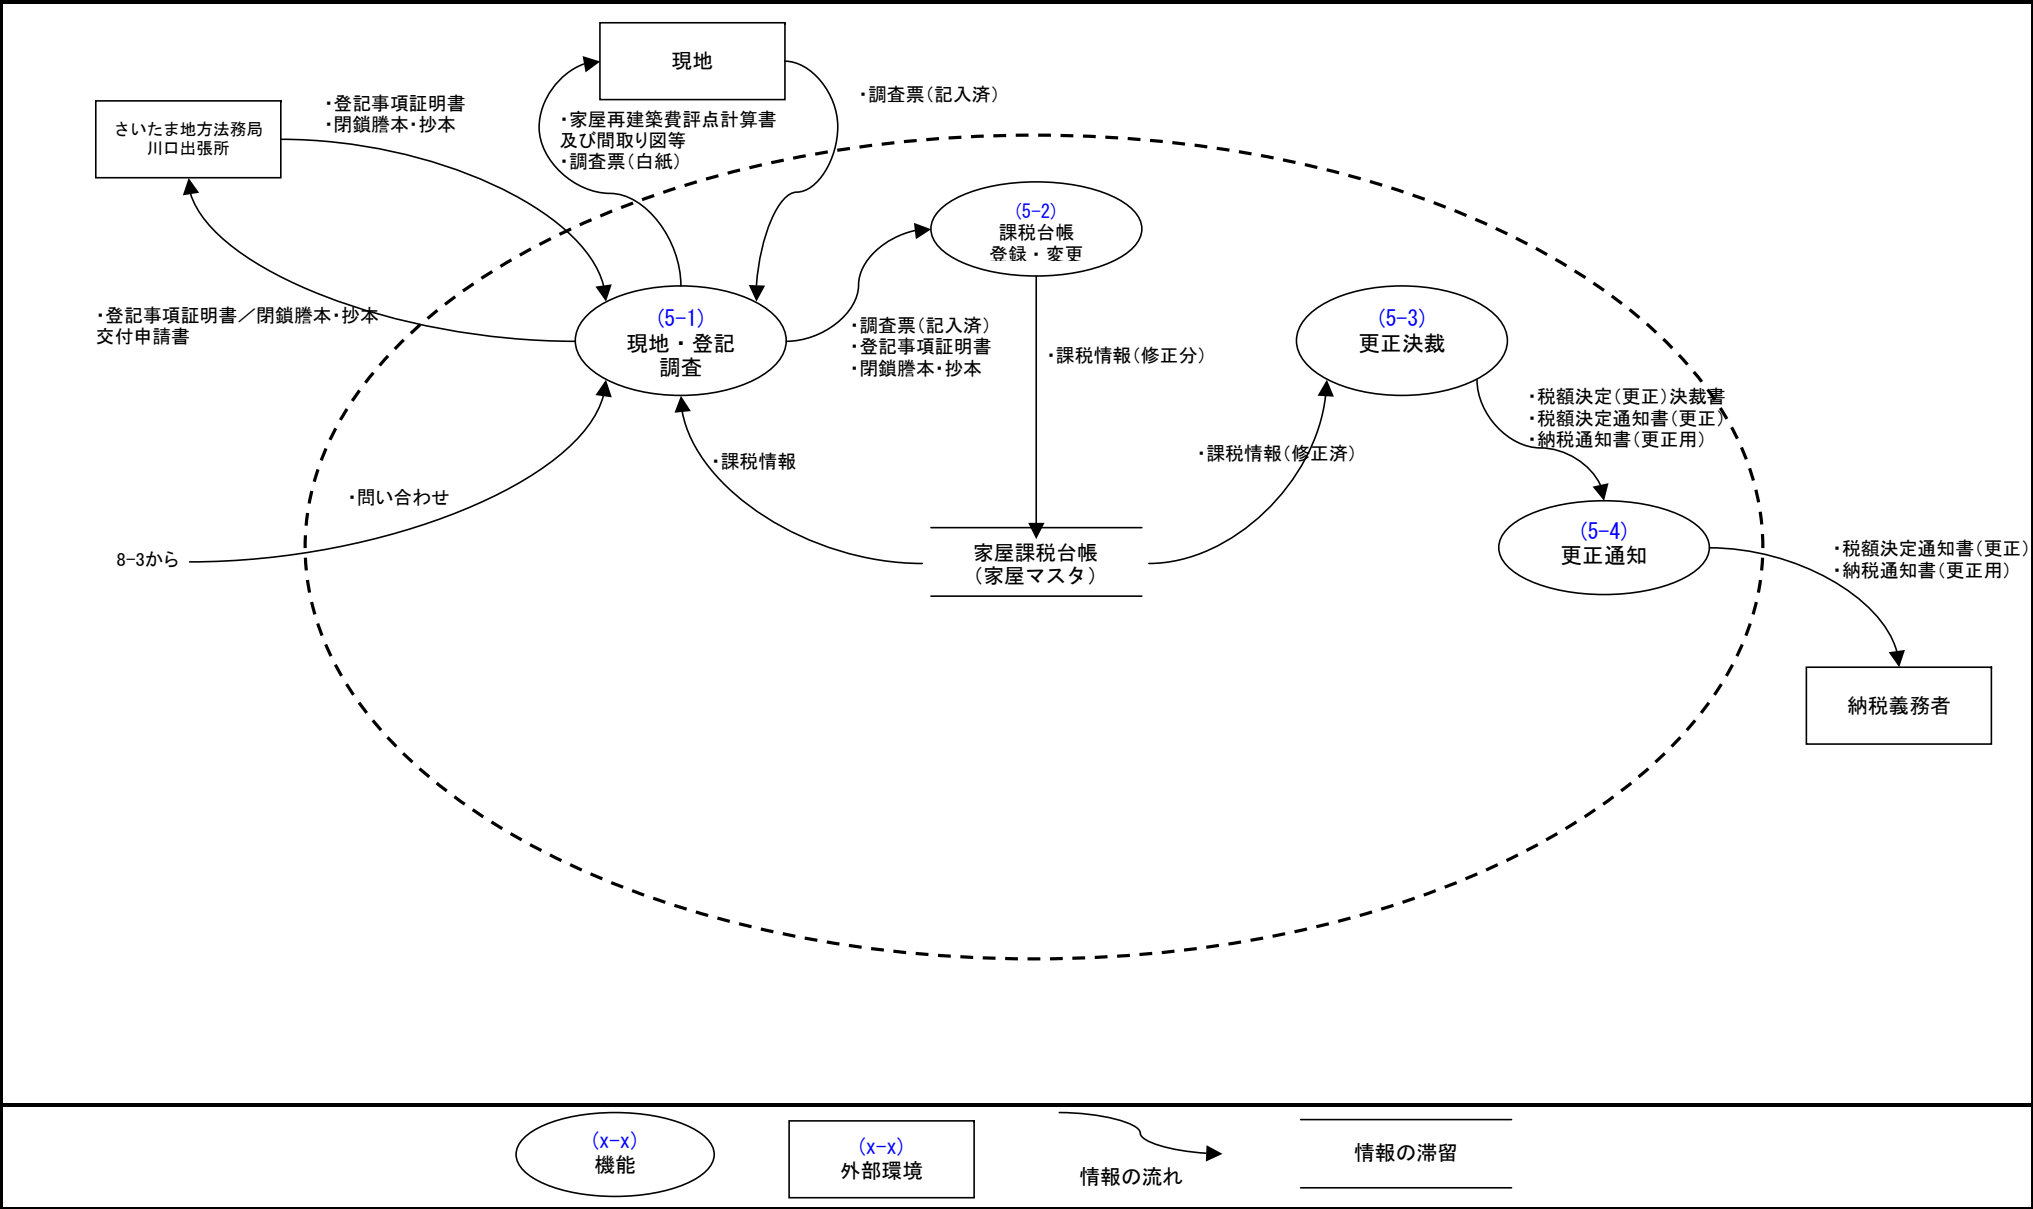 現地
・調査票(記入済)
・登記事項証明書
・閉鎖謄本・抄本
さいたま地方法務局
川口出張所
・家屋再建築費評点計算書
及び間取り図等
・調査票(白紙)
(5-2)
課税台帳
登録・変更
・登記事項証明書／閉鎖謄本・抄本
交付申請書
(5-1)
現地・登記
調査
・調査票(記入済)
・登記事項証明書
・閉鎖謄本・抄本
・課税情報(修正分)
(5-3)
更正決裁
・税額決定(更正)決裁書
・税額決定通知書(更正)
・納税通知書(更正用)
・課税情報
・課税情報(修正済)
・問い合わせ
8-3から
家屋課税台帳
(家屋マスタ)
(5-4)
更正通知
・税額決定通知書(更正)
・納税通知書(更正用)
納税義務者
(x-x)
機能
(x-x)
外部環境
情報の流れ
情報の滞留